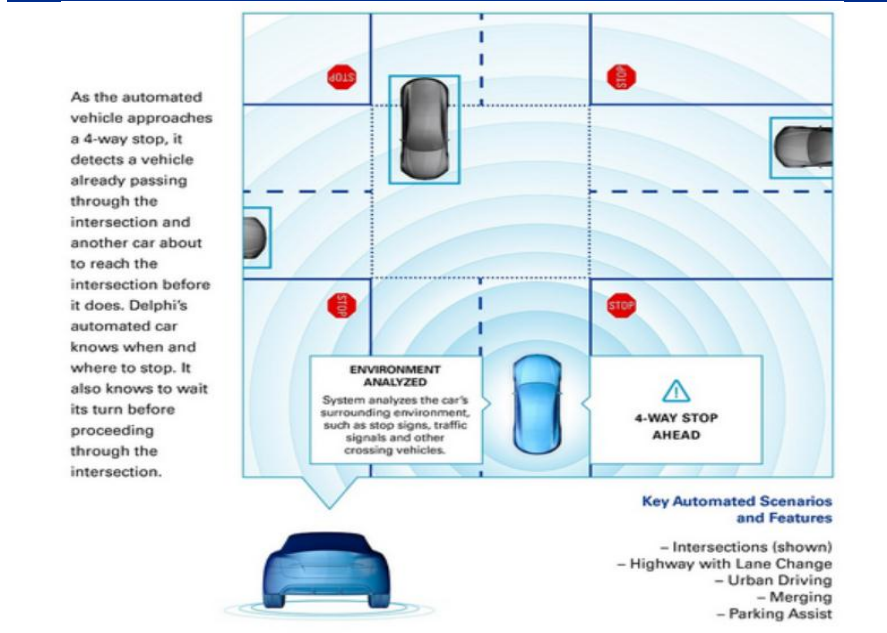 As the automated
vehicle approaches
a 4-way stop, it
detects a vehicle
already passing
through the
intersection and
another car about
to reach the
intersection before
it does. Delphi's
automated car
knows when and
where to stop. It
also knows to wait
its turn before
proceeding
through the
intersection.
STOP
STOP
STOP
STOP
ENVIRONMENT
ANALYZED
System analyzes the car's
surrounding environment,
such as stop signs, traffic
signals and other
crossing vehicles.
4-WAY STOP
AHEAD
Key Automated Scenarios
and Features
– Intersections (shown)
– Highway with Lane Change
– Urban Driving
– Merging
– Parking Assist